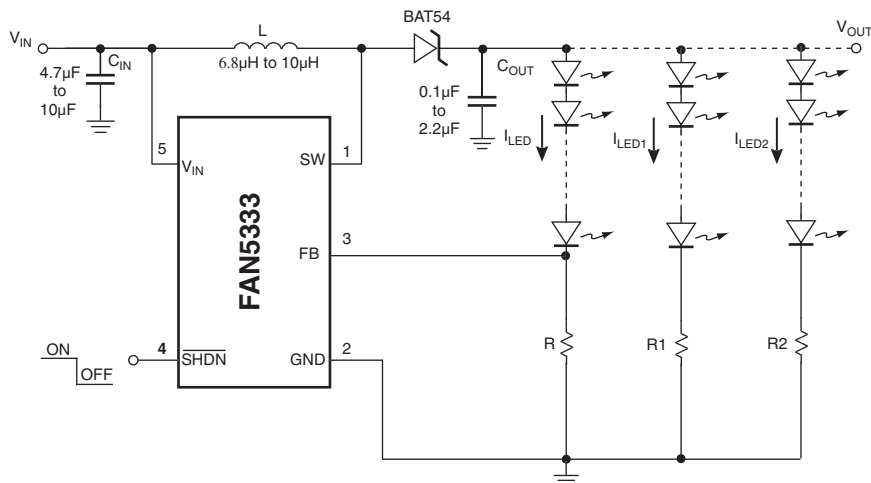 BAT54
V_IN
L
V_OUT
C_IN
6.8µH to 10µH
C_OUT
4.7µF
to
10µF
0.1µF
to
2.2µF
I_LED
I_LED1
I_LED2
5
1
V_IN
SW
FAN5333
3
FB
ON
OFF
4
SHDN
GND
2
R
R1
R2